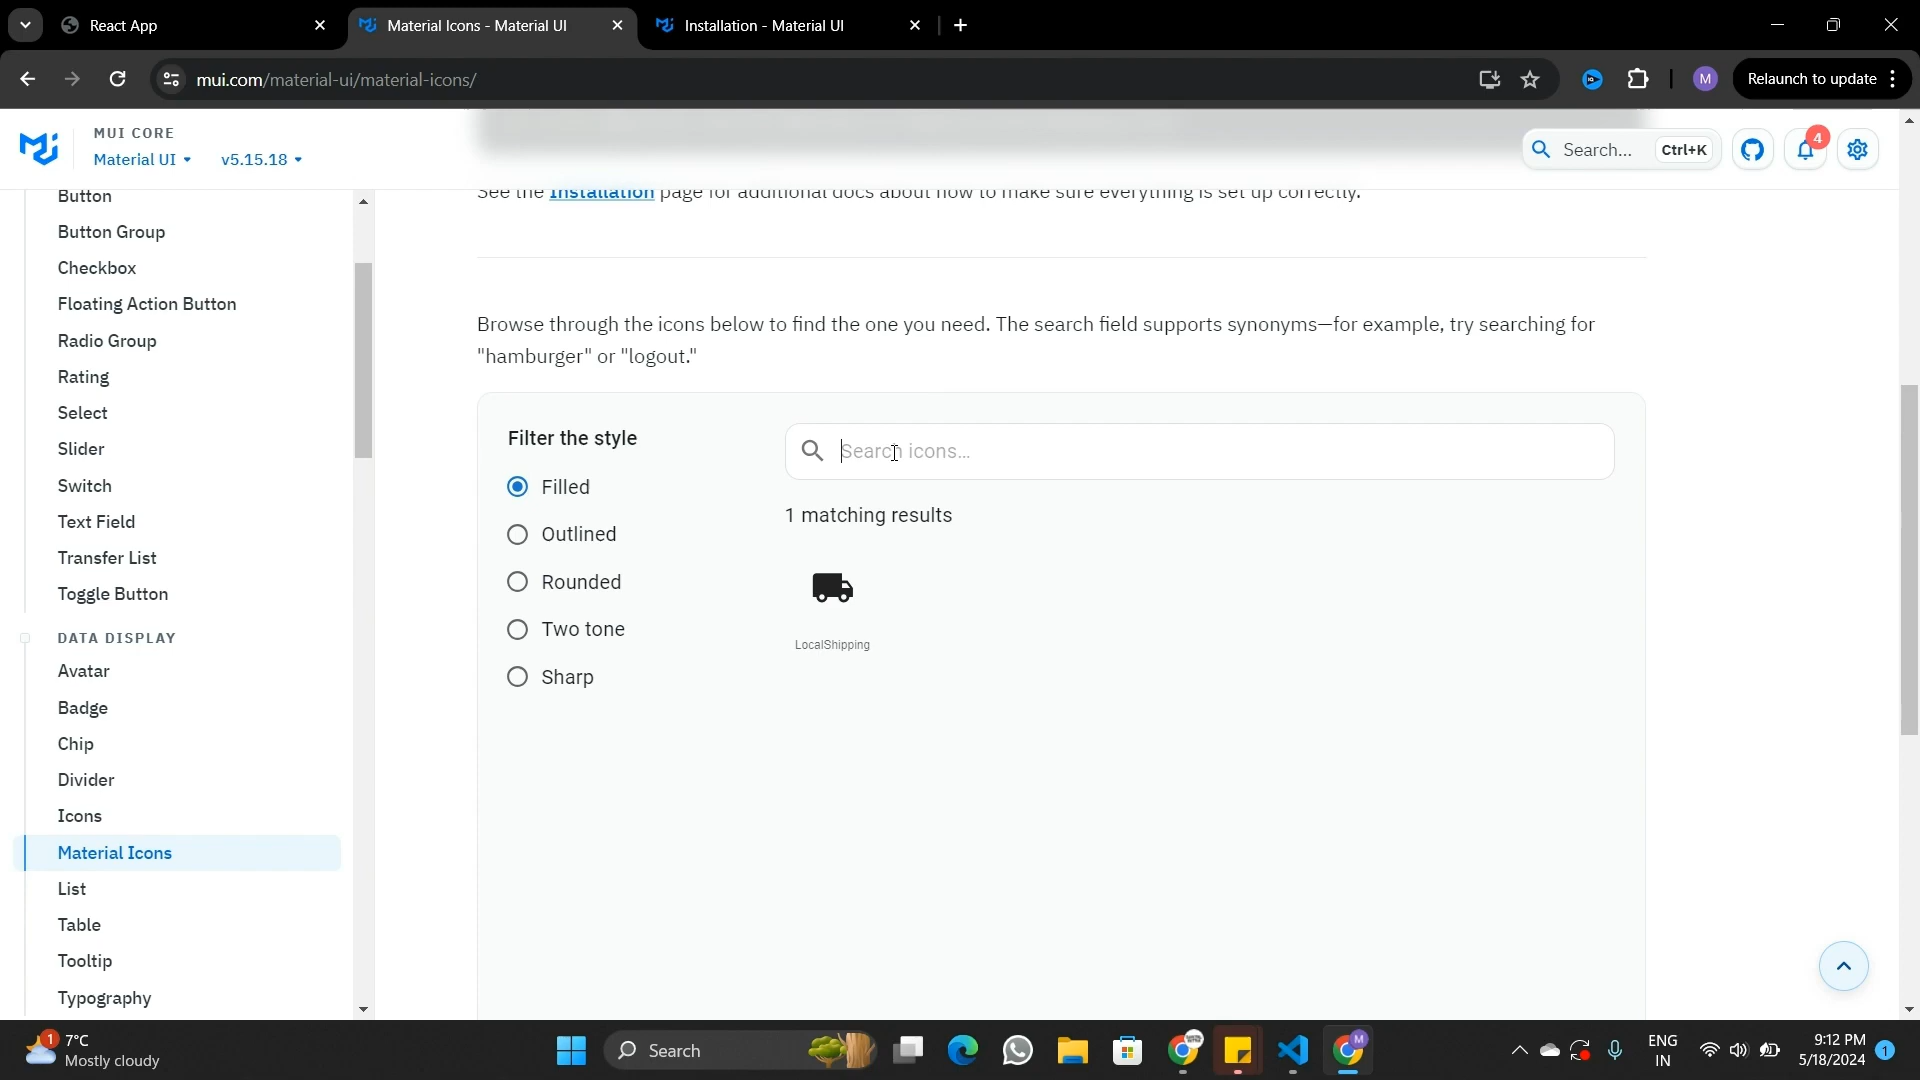 React App
Material Icons - Material UI
Installation - Material UI
mui.com/material-ui/material-icons/
M
Relaunch to update
MUI CORE
Material UI
v5.15.18
Search...
Ctrl+K
4
Button
Button Group
Checkbox
Floating Action Button
Radio Group
Rating
Select
Slider
Switch
Text Field
Transfer List
Toggle Button
DATA DISPLAY
Avatar
Badge
Chip
Divider
Icons
Material Icons
List
Table
Tooltip
Typography
See the Installation page for additional docs about how to make sure everything is set up correctly.
Browse through the icons below to find the one you need. The search field supports synonyms—for example, try searching for
"hamburger" or "logout."
Filter the style
Filled
Outlined
Rounded
Two tone
Sharp
Search icons...
1 matching results
LocalShipping
1
7°C
Mostly cloudy
Search
M
ENG
IN
9:12 PM
5/18/2024
1